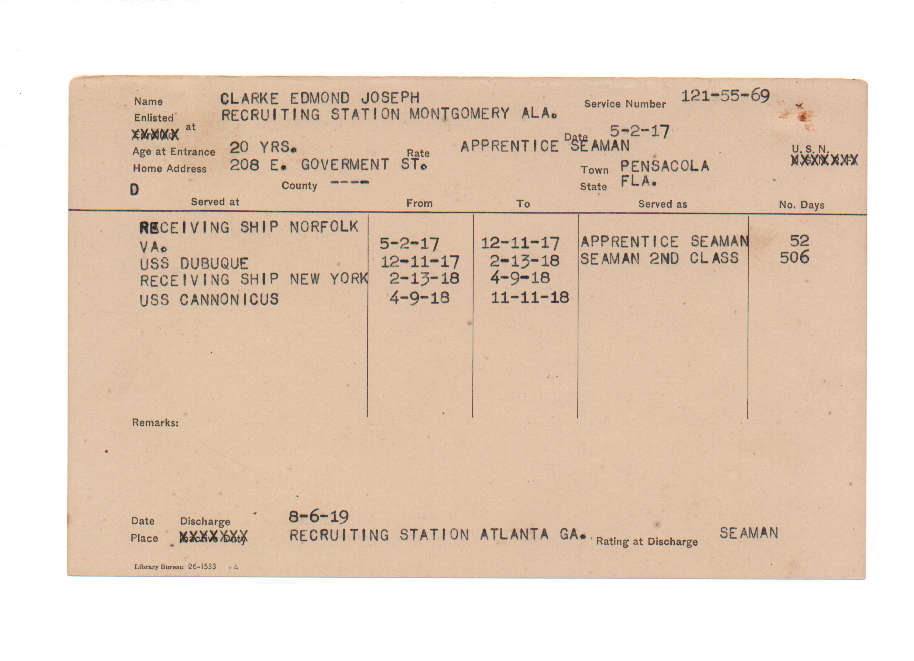 Name CLARKE EDMOND JOSEPH Service Number 121-55-69
Enlisted at RECRUITING STATION MONTGOMERY ALA.
Date 5-2-17
Age at Entrance 20 YRS. Rate APPRENTICE SEAMAN U. S. N.
Home Address 208 E. GOVERMENT ST. Town PENSACOLA
D County ---- State FLA.
Served at From To Served as No. Days
RECEIVING SHIP NORFOLK
VA. 5-2-17 12-11-17 APPRENTICE SEAMAN 52
USS DUBUQUE 12-11-17 2-13-18 SEAMAN 2ND CLASS 506
RECEIVING SHIP NEW YORK 2-13-18 4-9-18
USS CANNONICUS 4-9-18 11-11-18
Remarks:
Date Discharge 8-6-19
Place RECRUITING STATION ATLANTA GA. Rating at Discharge SEAMAN
Library Bureau 26-1533